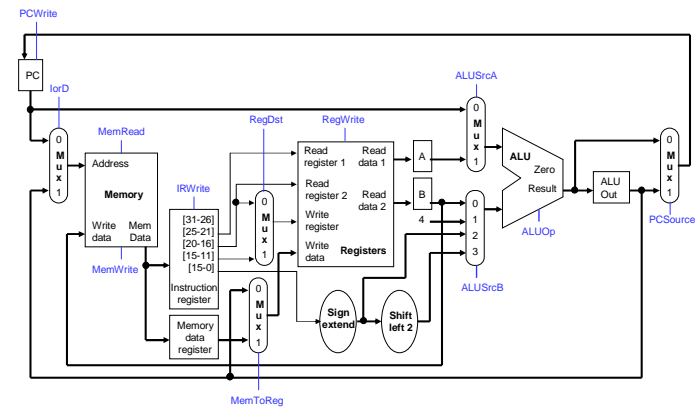 PCWrite
PC
IorD
0
M
u
x
1
MemRead
Address
Memory
Write
data
Mem
Data
MemWrite
IRWrite
[31-26]
[25-21]
[20-16]
[15-11]
[15-0]
Instruction
register
Memory
data
register
RegDst
0
M
u
x
1
0
M
u
x
1
MemToReg
RegWrite
Read
register 1
Read
data 1
Read
register 2
Read
data 2
Write
register
Write
data
Registers
Sign
extend
Shift
left 2
A
B
4
ALUSrcA
0
M
u
x
1
0
1
2
3
ALUSrcB
ALU
Zero
Result
ALUOp
ALU
Out
0
M
u
x
1
PCSource